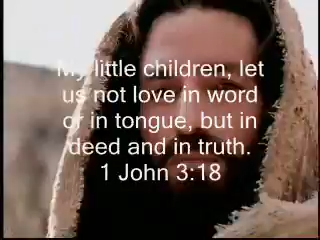 My little children, let
us not love in word
or in tongue, but in
deed and in truth.
1 John 3:18